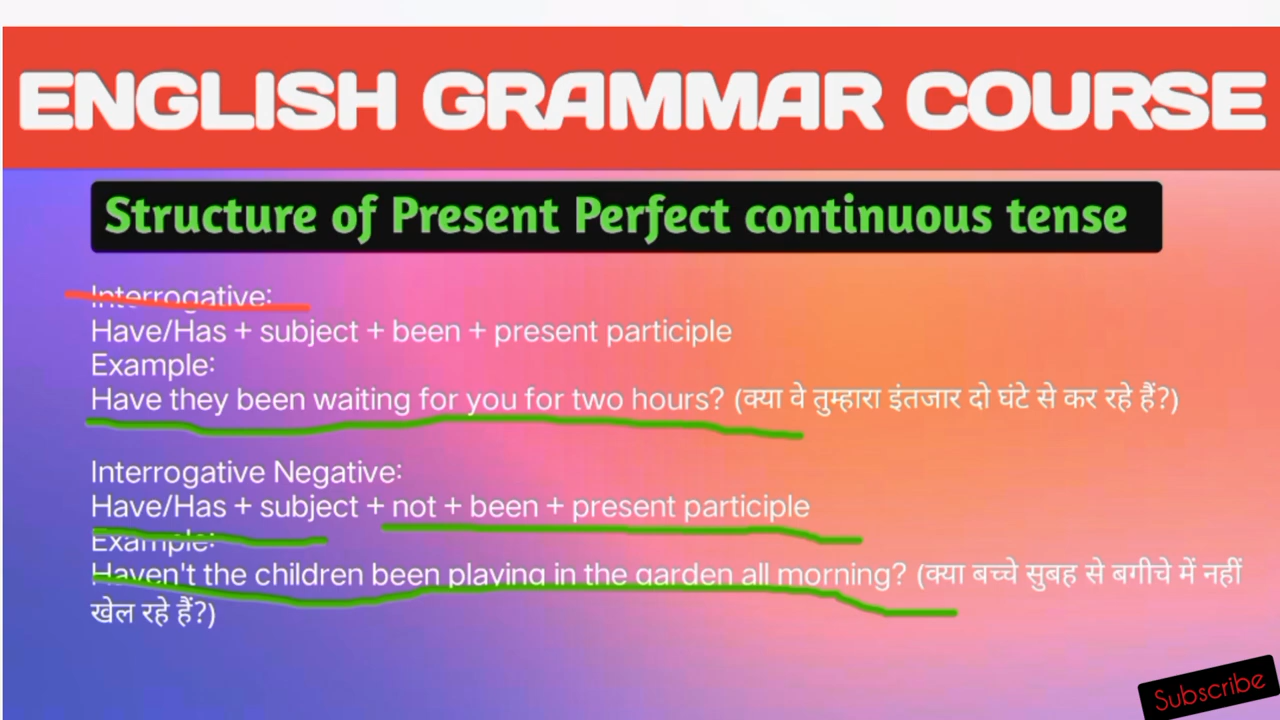 ENGLISH GRAMMAR COURSE
Structure of Present Perfect continuous tense
Interrogative:
Have/Has + subject + been + present participle
Example:
Have they been waiting for you for two hours? (क्या वे तुम्हारा इंतजार दो घंटे से कर रहे हैं?)
Interrogative Negative:
Have/Has + subject + not + been + present participle
Example:
Haven't the children been playing in the garden all morning? (क्या बच्चे सुबह से बगीचे में नहीं
खेल रहे हैं?)
Subscribe